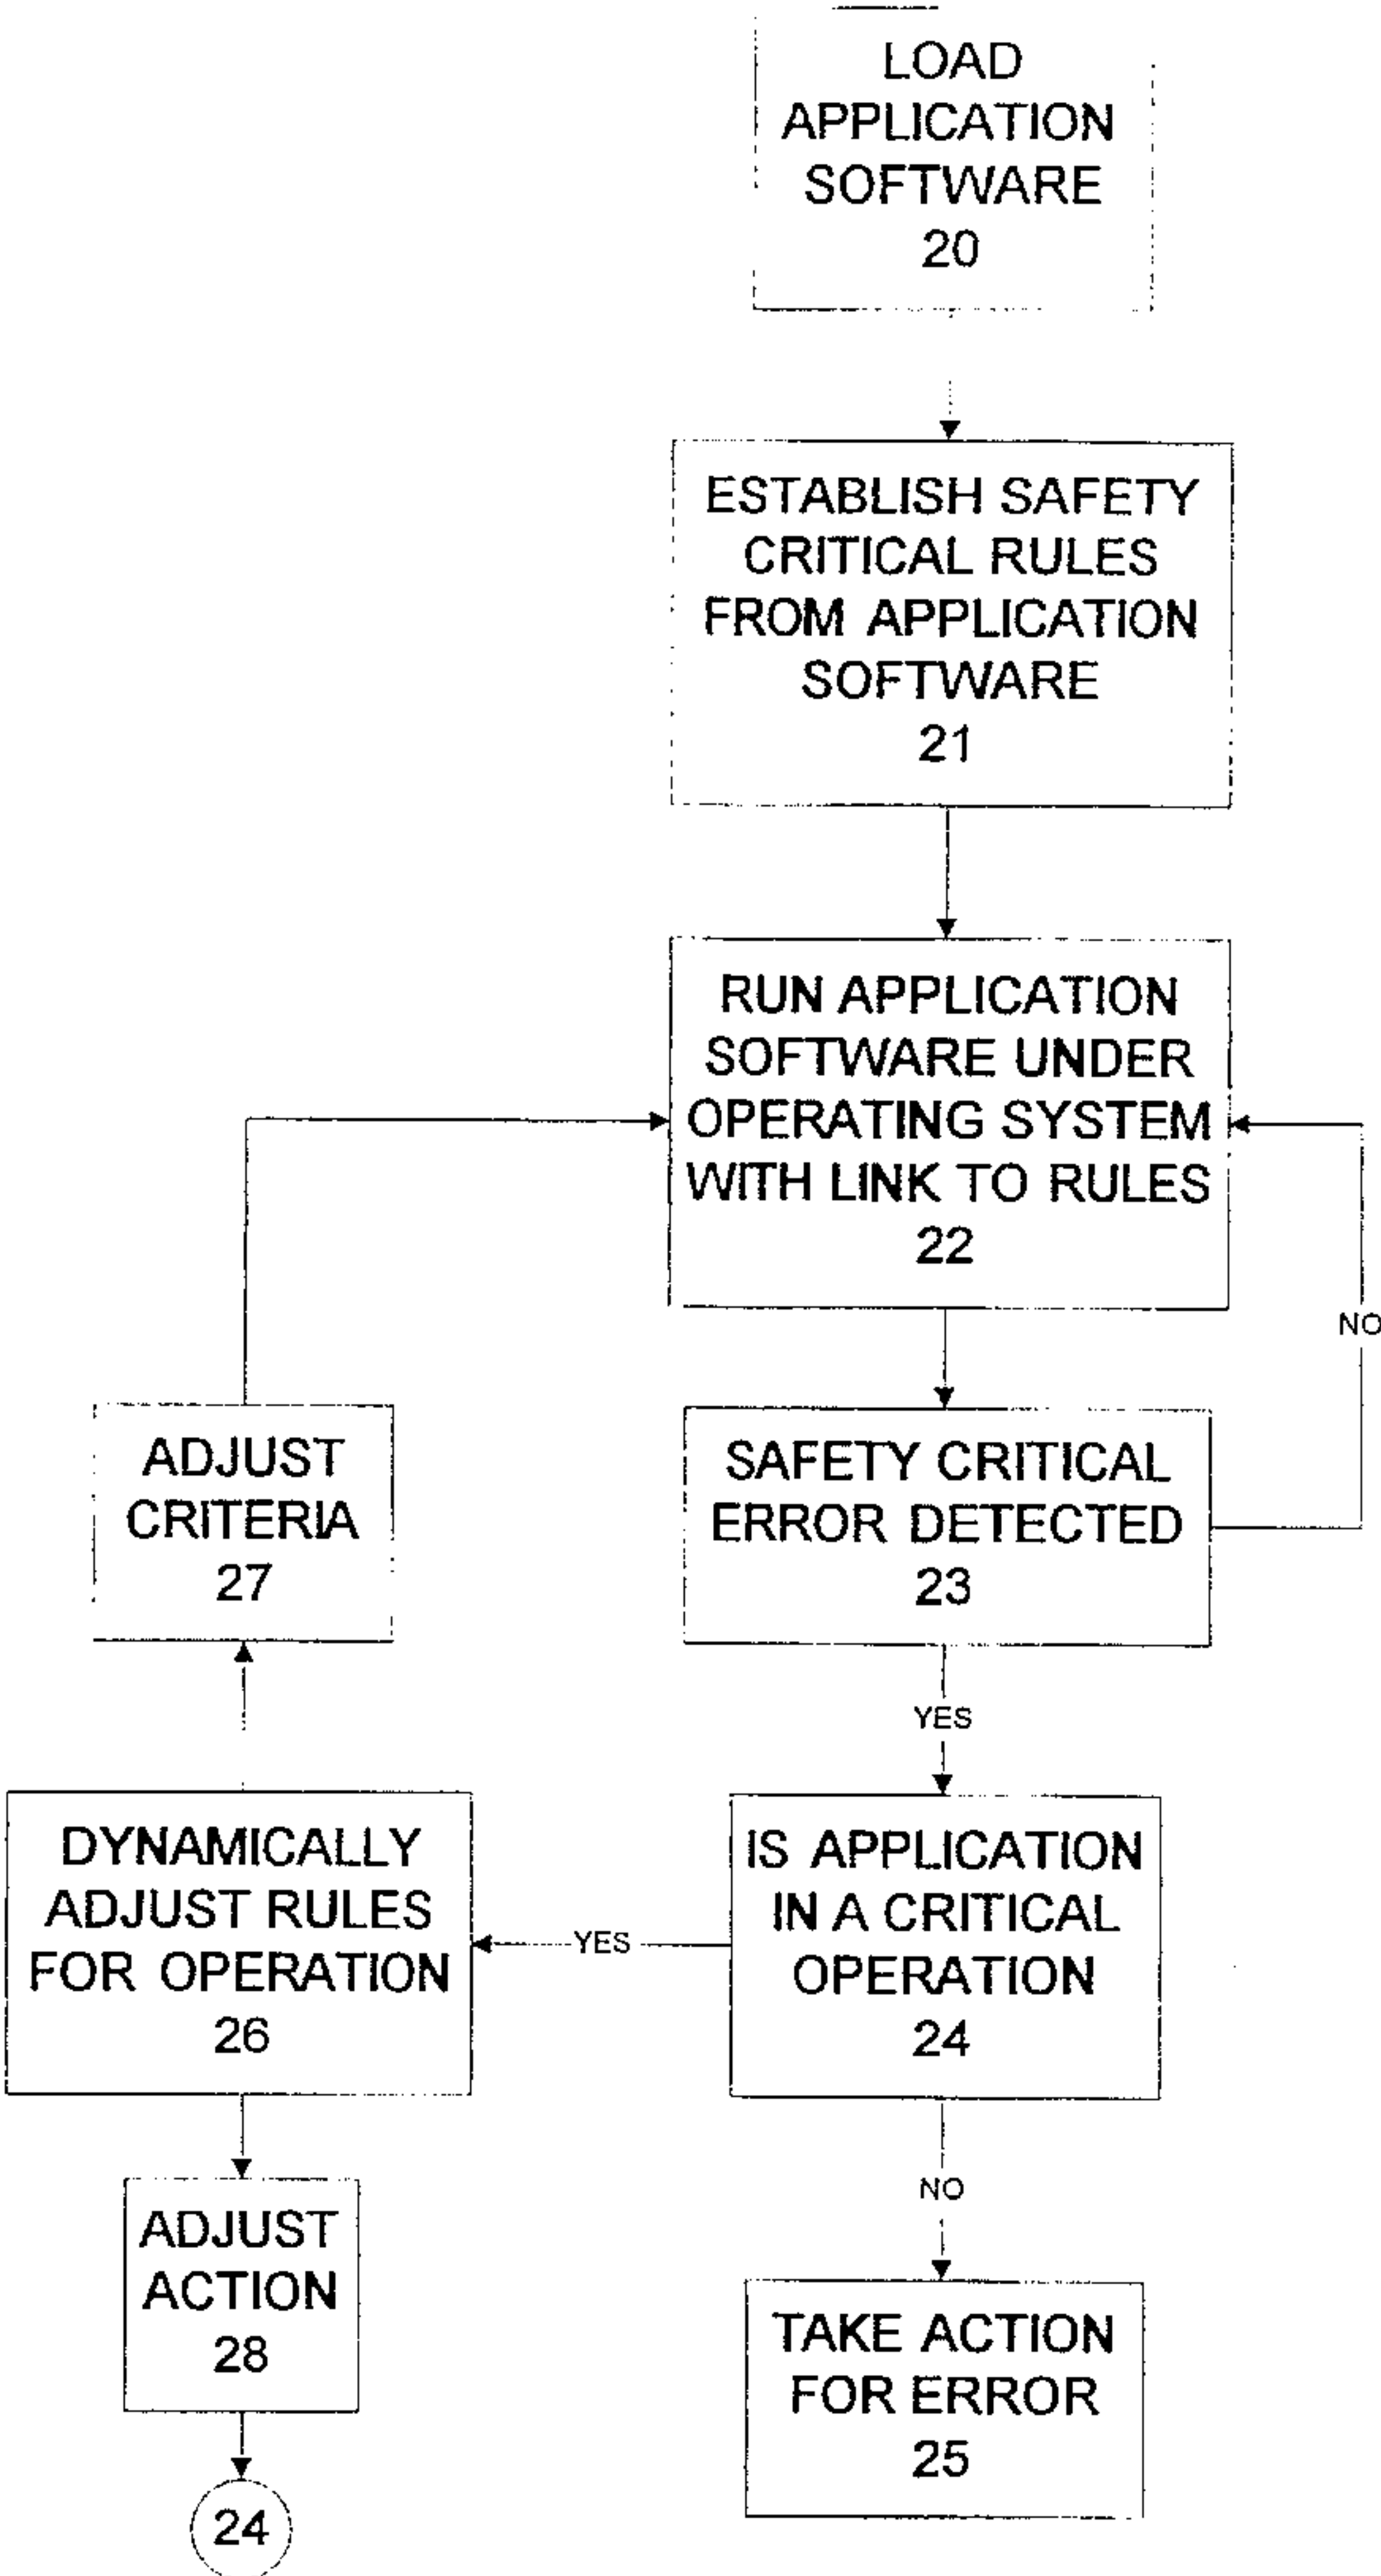 LOAD
APPLICATION
SOFTWARE
20
ESTABLISH SAFETY
CRITICAL RULES
FROM APPLICATION
SOFTWARE
21
RUN APPLICATION
SOFTWARE UNDER
OPERATING SYSTEM
WITH LINK TO RULES
22
NO
ADJUST
CRITERIA
27
SAFETY CRITICAL
ERROR DETECTED
23
YES
DYNAMICALLY
ADJUST RULES
FOR OPERATION
26
YES
IS APPLICATION
IN A CRITICAL
OPERATION
24
NO
ADJUST
ACTION
28
TAKE ACTION
FOR ERROR
25
24